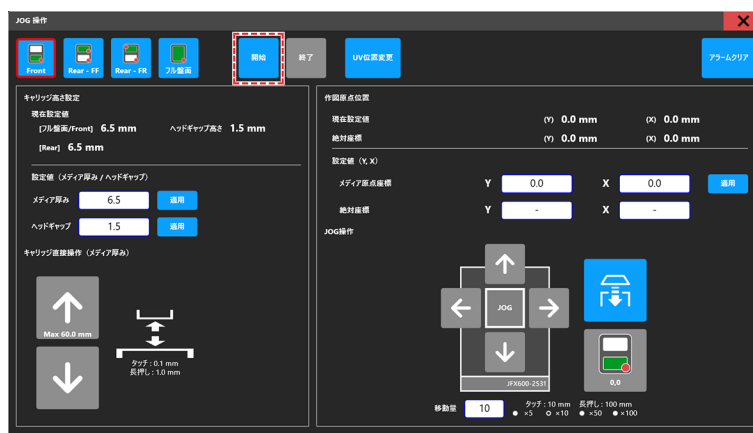 JOG 操作
Front Rear - FF Rear - FR フル盤面 開始 終了 UV位置変更 アラームクリア
キャリッジ高さ設定
現在設定値
[フル盤面/Front] 6.5 mm ヘッドギャップ高さ 1.5 mm
[Rear] 6.5 mm
設定値（メディア厚み / ヘッドギャップ）
メディア厚み 6.5 適用
ヘッドギャップ 1.5 適用
キャリッジ直接操作（メディア厚み）
Max 60.0 mm
タッチ : 0.1 mm
長押し : 1.0 mm
作図原点位置
現在設定値 (Y) 0.0 mm (X) 0.0 mm
絶対座標 (Y) 0.0 mm (X) 0.0 mm
設定値（Y, X）
メディア原点座標 Y 0.0 X 0.0 適用
絶対座標 Y - X -
JOG操作
JOG
JFX600-2531
0,0
移動量 10 タッチ : 10 mm 長押し : 100 mm
×5 ×10 ×50 ×100